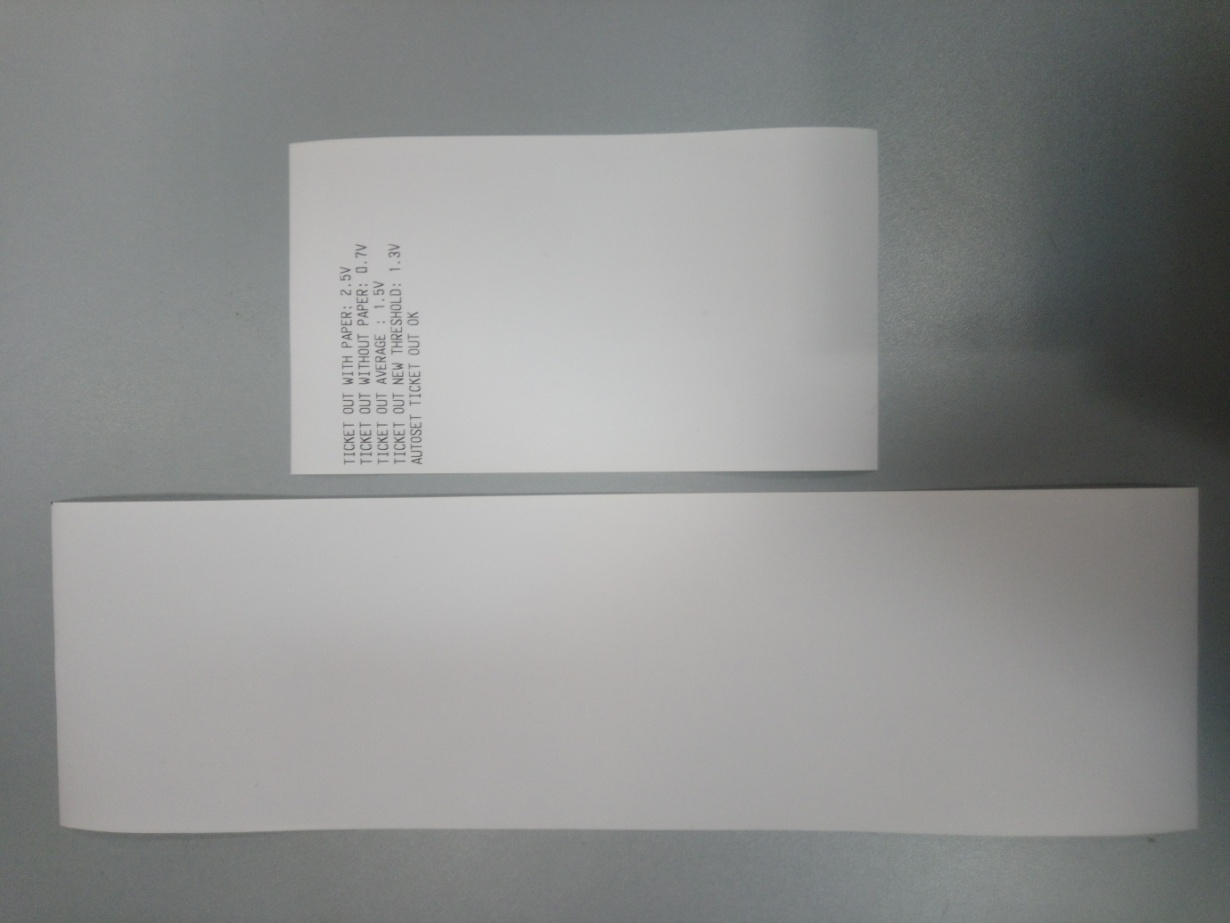 TICKET OUT WITH PAPER: 2.5V
TICKET OUT WITHOUT PAPER: 0.7V
TICKET OUT AVERAGE : 1.5V
TICKET OUT NEW THRESHOLD: 1.3V
AUTOSET TICKET OUT OK